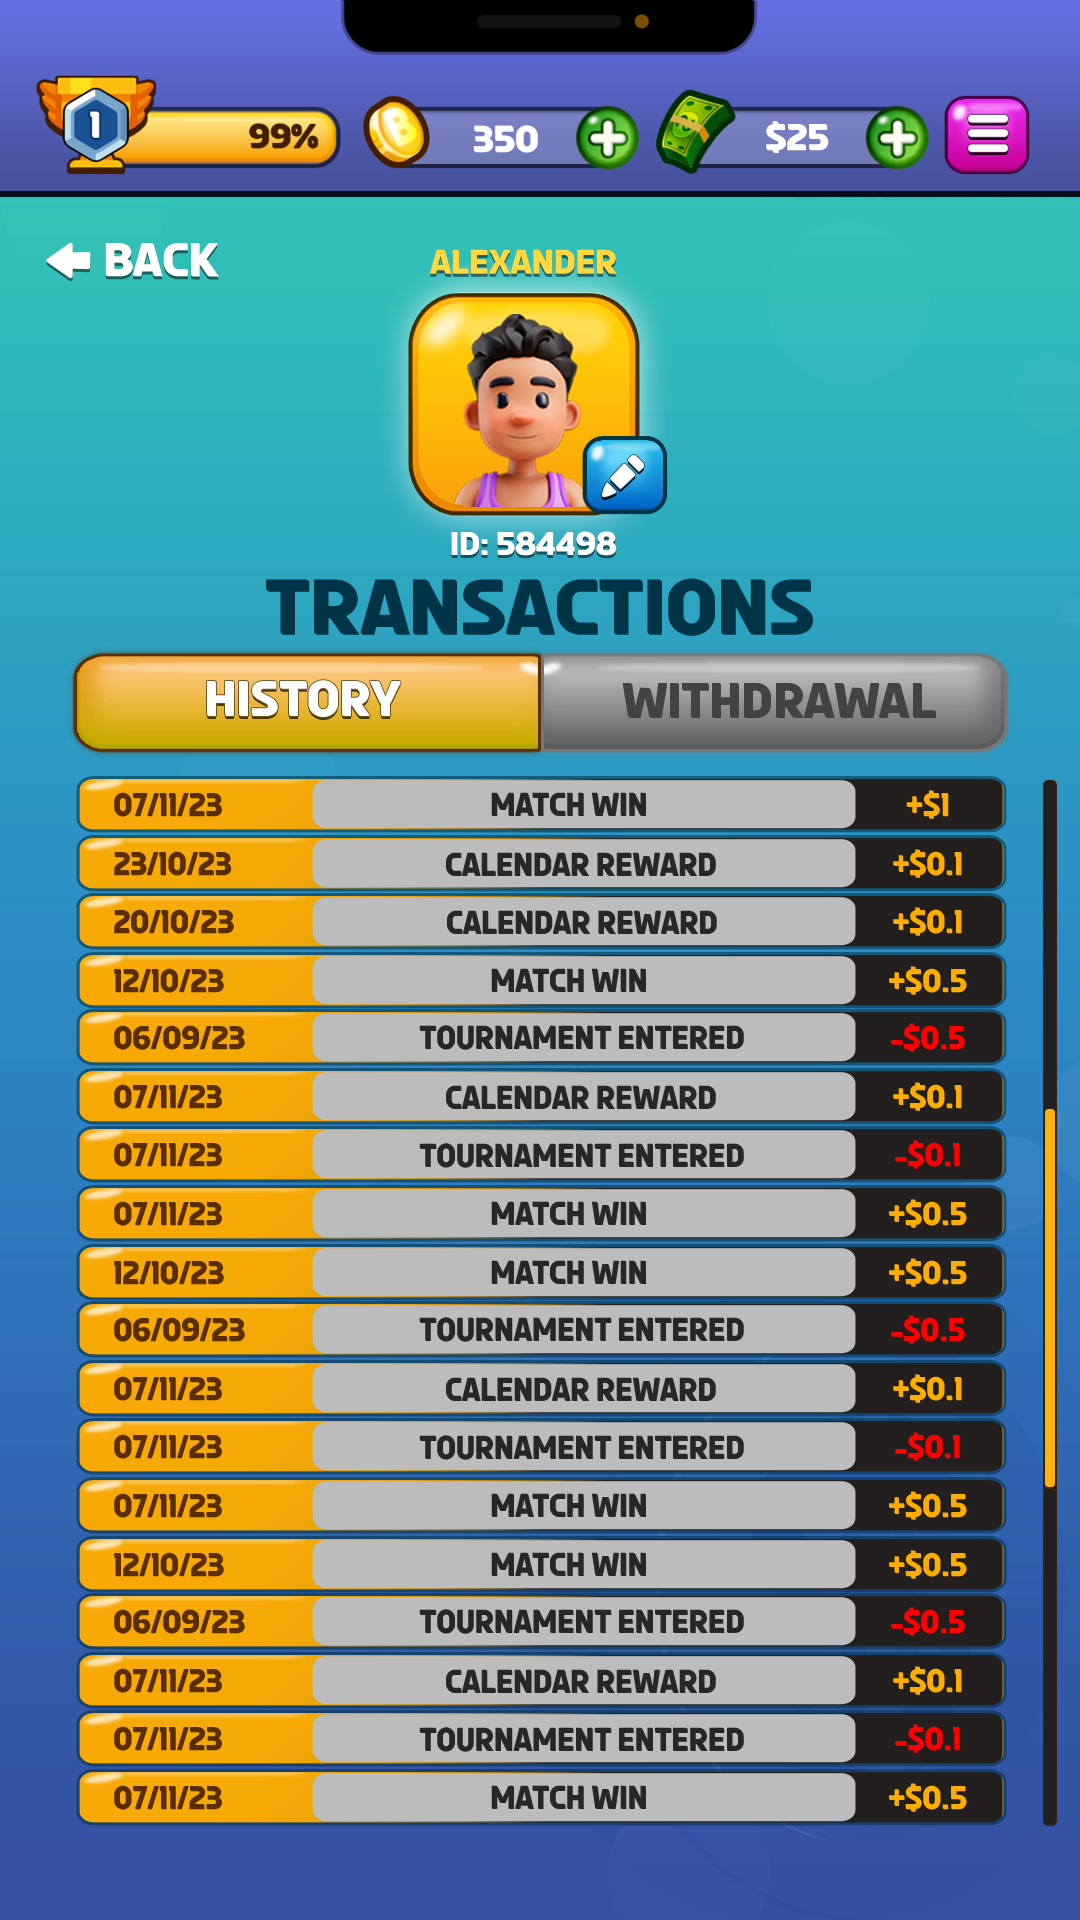 1 99% 350 $25
BACK
ALEXANDER
ID: 584498
TRANSACTIONS
HISTORY WITHDRAWAL
07/11/23 MATCH WIN +$1
23/10/23 CALENDAR REWARD +$0.1
20/10/23 CALENDAR REWARD +$0.1
12/10/23 MATCH WIN +$0.5
06/09/23 TOURNAMENT ENTERED -$0.5
07/11/23 CALENDAR REWARD +$0.1
07/11/23 TOURNAMENT ENTERED -$0.1
07/11/23 MATCH WIN +$0.5
12/10/23 MATCH WIN +$0.5
06/09/23 TOURNAMENT ENTERED -$0.5
07/11/23 CALENDAR REWARD +$0.1
07/11/23 TOURNAMENT ENTERED -$0.1
07/11/23 MATCH WIN +$0.5
12/10/23 MATCH WIN +$0.5
06/09/23 TOURNAMENT ENTERED -$0.5
07/11/23 CALENDAR REWARD +$0.1
07/11/23 TOURNAMENT ENTERED -$0.1
07/11/23 MATCH WIN +$0.5